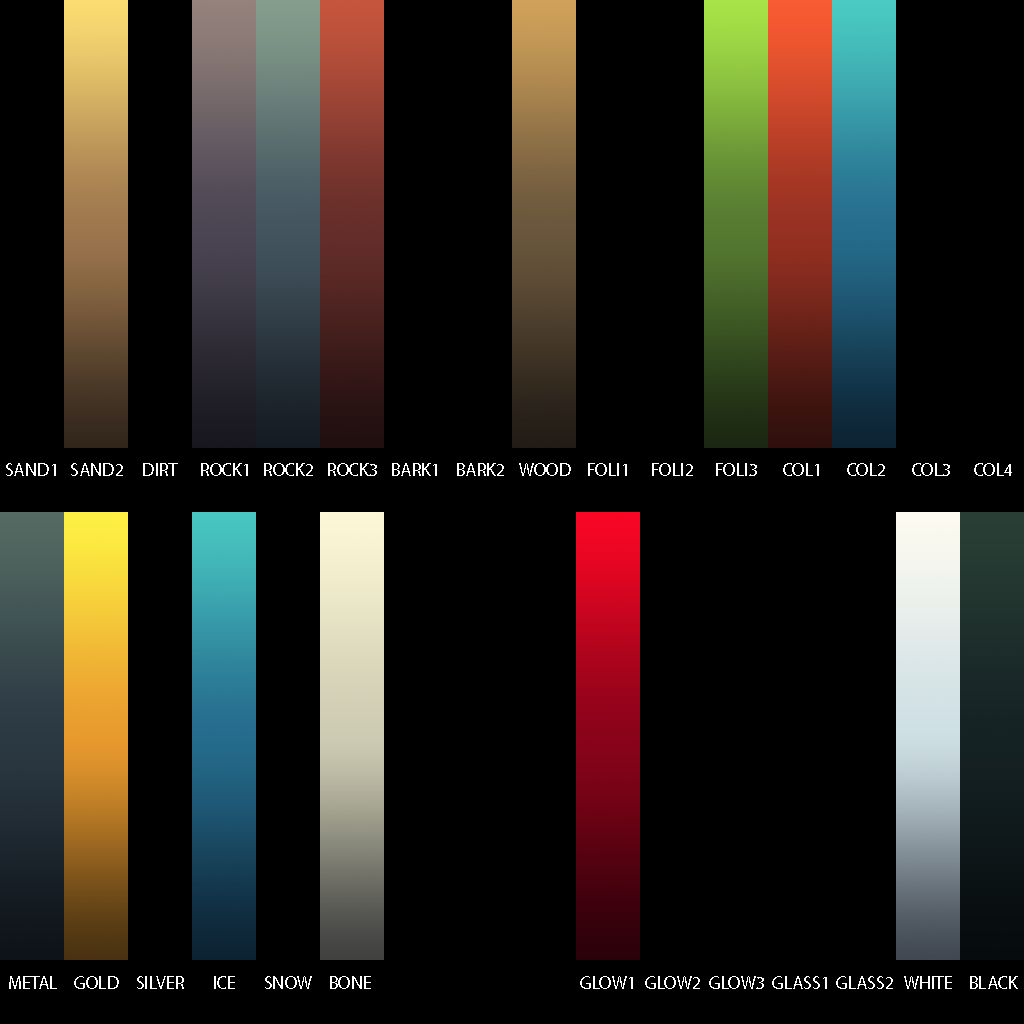 SAND1 SAND2 DIRT ROCK1 ROCK2 ROCK3 BARK1 BARK2 WOOD FOLI1 FOLI2 FOLI3 COL1 COL2 COL3 COL4
METAL GOLD SILVER ICE SNOW BONE GLOW1 GLOW2 GLOW3 GLASS1 GLASS2 WHITE BLACK